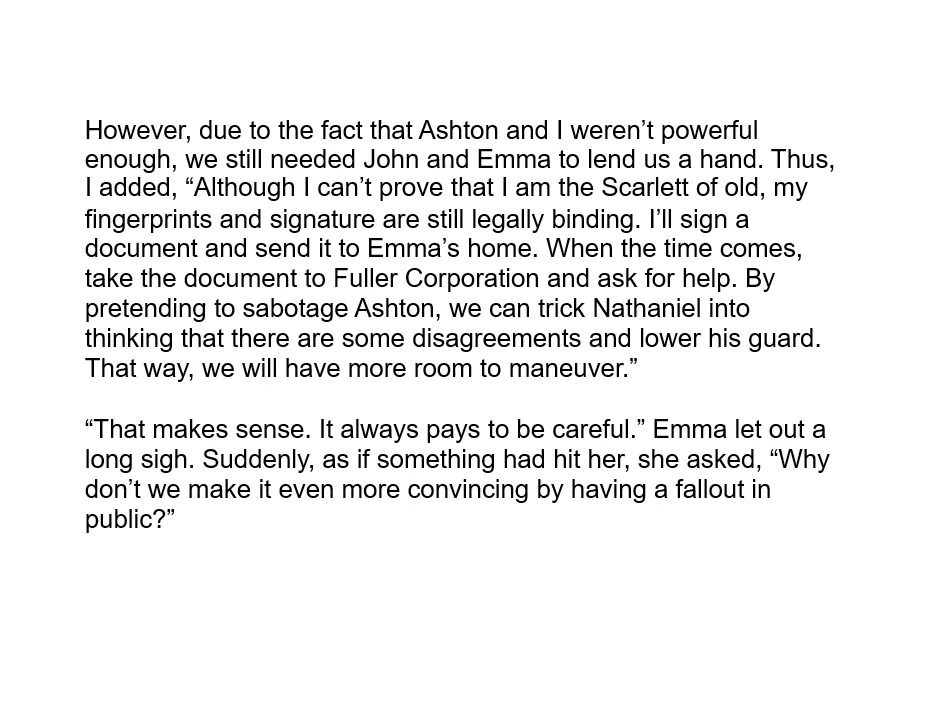 However, due to the fact that Ashton and I weren’t powerful
enough, we still needed John and Emma to lend us a hand. Thus,
I added, “Although I can’t prove that I am the Scarlett of old, my
fingerprints and signature are still legally binding. I’ll sign a
document and send it to Emma’s home. When the time comes,
take the document to Fuller Corporation and ask for help. By
pretending to sabotage Ashton, we can trick Nathaniel into
thinking that there are some disagreements and lower his guard.
That way, we will have more room to maneuver.”
“That makes sense. It always pays to be careful.” Emma let out a
long sigh. Suddenly, as if something had hit her, she asked, “Why
don’t we make it even more convincing by having a fallout in
public?”